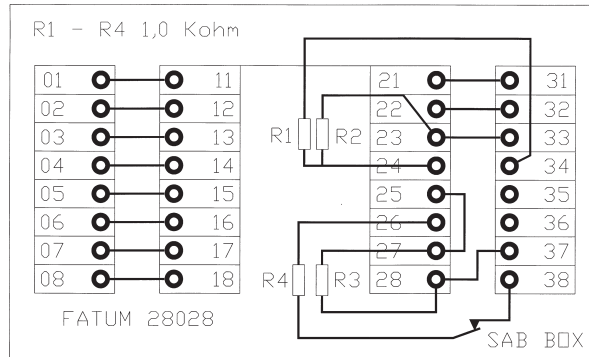 R1 - R4 1,0 Kohm
01 11 21 31
02 12 22 32
03 13 23 33
R1 R2
04 14 24 34
05 15 25 35
06 16 26 36
07 17 27 37
R4 R3
08 18 28 38
FATUM 28028
SAB BOX